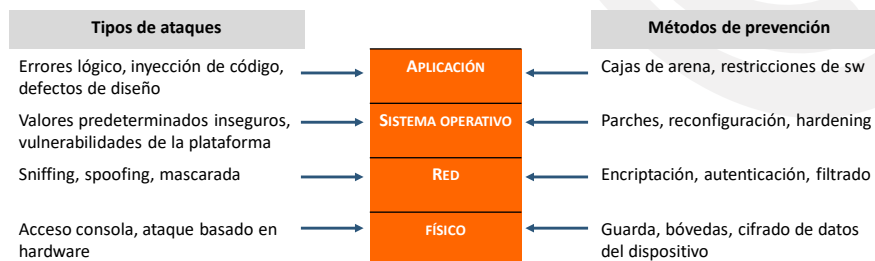 Tipos de ataques
Métodos de prevención
Errores lógico, inyección de código,
defectos de diseño
APLICACIÓN
Cajas de arena, restricciones de sw
Valores predeterminados inseguros,
vulnerabilidades de la plataforma
SISTEMA OPERATIVO
Parches, reconfiguración, hardening
Sniffing, spoofing, mascarada
RED
Encriptación, autenticación, filtrado
Acceso consola, ataque basado en
hardware
FÍSICO
Guarda, bóvedas, cifrado de datos
del dispositivo